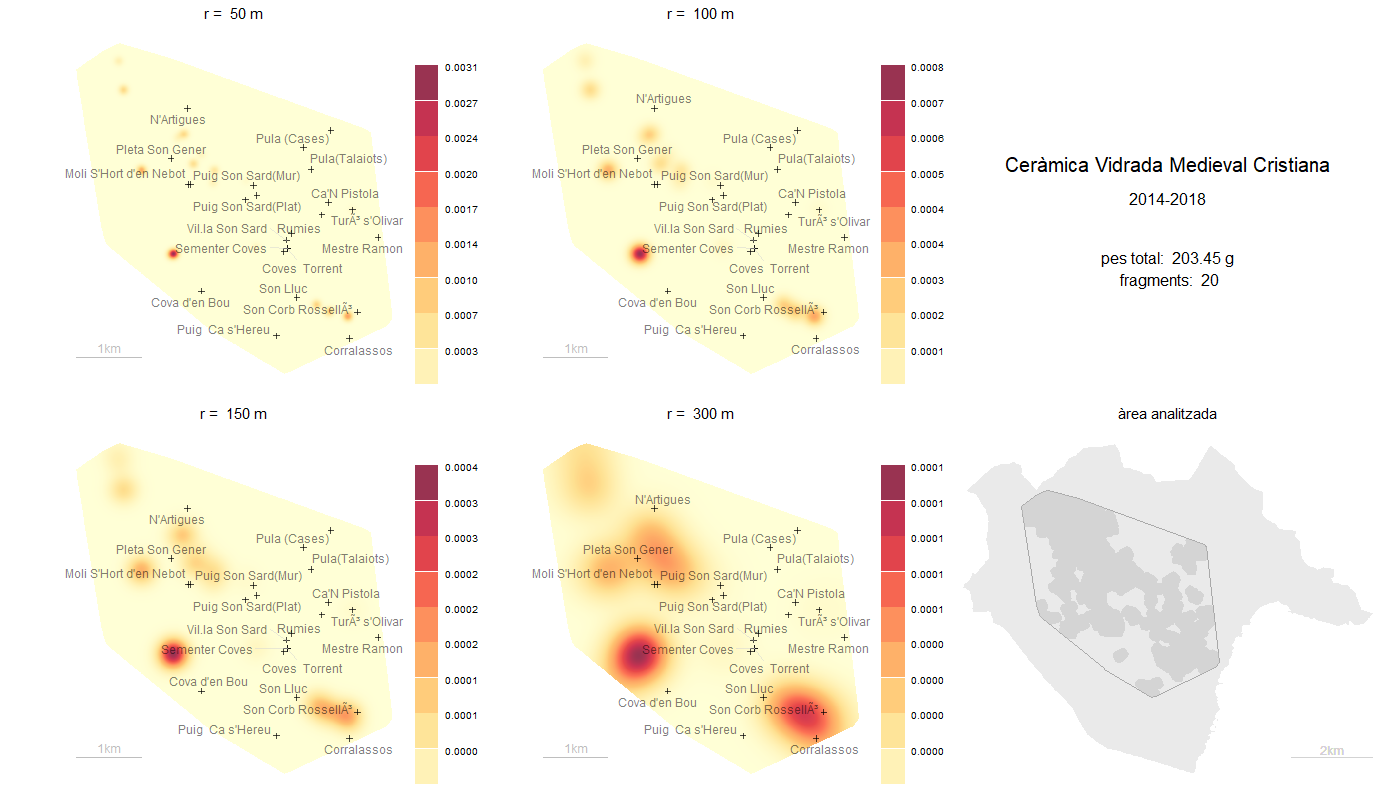 r = 50 m
0.0031
0.0027
0.0024
0.0020
0.0017
0.0014
0.0010
0.0007
0.0003
N'Artigues
Pula (Cases)
Pleta Son Gener
Pula(Talaiots)
Moli S'Hort d'en Nebot
Puig Son Sard(Mur)
Ca'N Pistola
Puig Son Sard(Plat)
TurÃ³ s'Olivar
Vil.la Son Sard
Rumies
Sementer Coves
Mestre Ramon
Coves Torrent
Son Lluc
Cova d'en Bou
Son Corb RossellÃ³
Puig Ca s'Hereu
Corralassos
1km
r = 100 m
0.0008
0.0007
0.0006
0.0005
0.0004
0.0004
0.0003
0.0002
0.0001
N'Artigues
Pula (Cases)
Pleta Son Gener
Pula(Talaiots)
Moli S'Hort d'en Nebot
Puig Son Sard(Mur)
Ca'N Pistola
Puig Son Sard(Plat)
TurÃ³ s'Olivar
Vil.la Son Sard
Rumies
Sementer Coves
Mestre Ramon
Coves Torrent
Son Lluc
Cova d'en Bou
Son Corb RossellÃ³
Puig Ca s'Hereu
Corralassos
1km
Ceràmica Vidrada Medieval Cristiana
2014-2018
pes total: 203.45 g
fragments: 20
r = 150 m
0.0004
0.0003
0.0003
0.0002
0.0002
0.0002
0.0001
0.0001
0.0000
N'Artigues
Pula (Cases)
Pleta Son Gener
Pula(Talaiots)
Moli S'Hort d'en Nebot
Puig Son Sard(Mur)
Ca'N Pistola
Puig Son Sard(Plat)
TurÃ³ s'Olivar
Vil.la Son Sard
Rumies
Sementer Coves
Mestre Ramon
Coves Torrent
Cova d'en Bou
Son Lluc
Son Corb RossellÃ³
Puig Ca s'Hereu
Corralassos
1km
r = 300 m
0.0001
0.0001
0.0001
0.0001
0.0001
0.0000
0.0000
0.0000
0.0000
N'Artigues
Pula (Cases)
Pleta Son Gener
Pula(Talaiots)
Moli S'Hort d'en Nebot
Puig Son Sard(Mur)
Ca'N Pistola
Puig Son Sard(Plat)
TurÃ³ s'Olivar
Vil.la Son Sard
Rumies
Sementer Coves
Mestre Ramon
Coves Torrent
Son Lluc
Cova d'en Bou
Son Corb RossellÃ³
Puig Ca s'Hereu
Corralassos
1km
àrea analitzada
2km